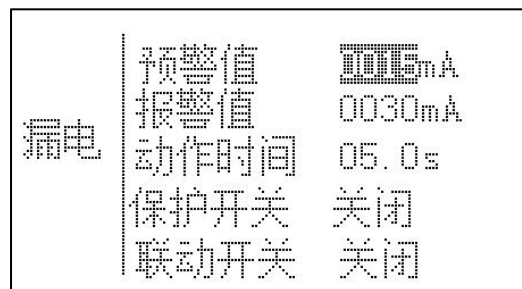 预警值 0015mA
报警值 0030mA
漏电 动作时间 05.0s
保护开关 关闭
联动开关 关闭